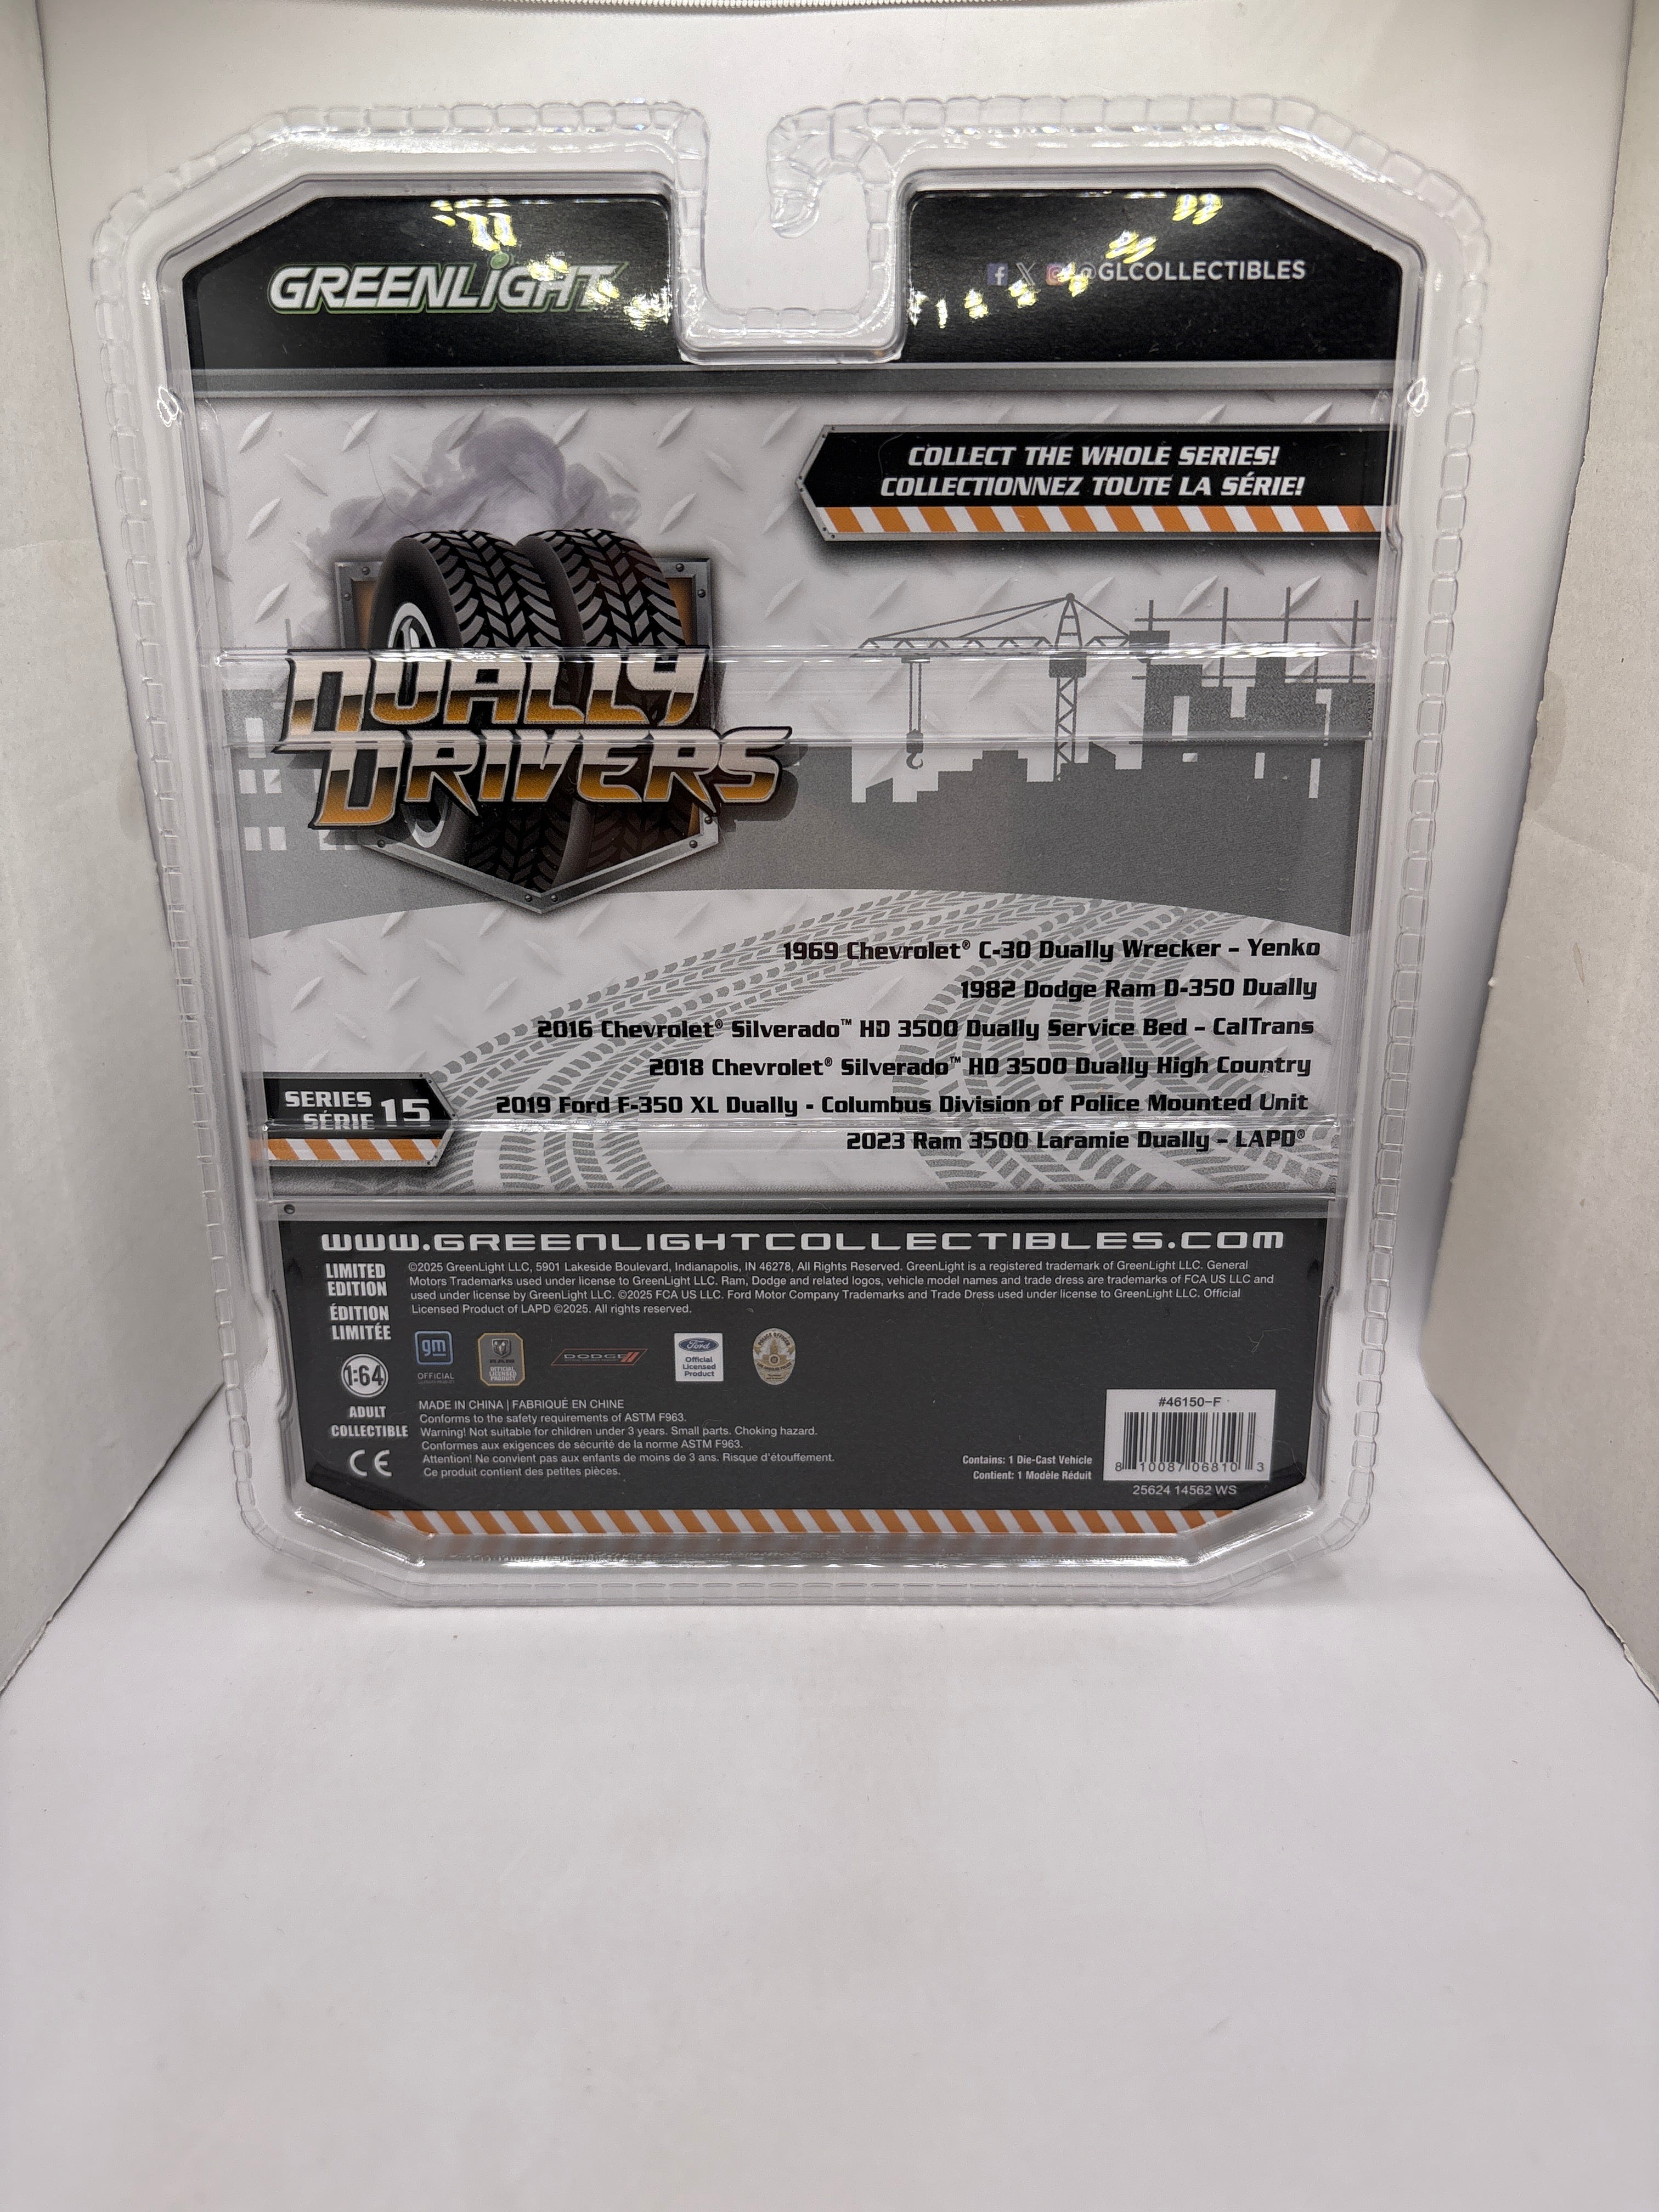 GREENLIGHT
@GLCOLLECTIBLES
COLLECT THE WHOLE SERIES!
COLLECTIONNEZ TOUTE LA SÉRIE!
DUALLY
DRIVERS
1969 Chevrolet® C-30 Dually Wrecker – Yenko
1982 Dodge Ram D-350 Dually
2016 Chevrolet® Silverado™ HD 3500 Dually Service Bed – CalTrans
2018 Chevrolet® Silverado™ HD 3500 Dually High Country
2019 Ford F-350 XL Dually - Columbus Division of Police Mounted Unit
2023 Ram 3500 Laramie Dually – LAPD®
SERIES
SÉRIE 15
WWW.GREENLIGHTCOLLECTIBLES.COM
LIMITED
EDITION
ÉDITION
LIMITÉE
1:64
ADULT
COLLECTIBLE
CE
©2025 GreenLight LLC, 5901 Lakeside Boulevard, Indianapolis, IN 46278, All Rights Reserved. GreenLight is a registered trademark of GreenLight LLC. General
Motors Trademarks used under license to GreenLight LLC. Ram, Dodge and related logos, vehicle model names and trade dress are trademarks of FCA US LLC and
used under license by GreenLight LLC. ©2025 FCA US LLC. Ford Motor Company Trademarks and Trade Dress used under license to GreenLight LLC. Official
Licensed Product of LAPD ©2025. All rights reserved.
gm
OFFICIAL
RAM
OFFICIAL
LICENSED
PRODUCT
DODGE
Ford
Official
Licensed
Product
MADE IN CHINA | FABRIQUÉ EN CHINE
Conforms to the safety requirements of ASTM F963.
Warning! Not suitable for children under 3 years. Small parts. Choking hazard.
Conformes aux exigences de sécurité de la norme ASTM F963.
Attention! Ne convient pas aux enfants de moins de 3 ans. Risque d'étouffement.
Ce produit contient des petites pièces.
Contains: 1 Die-Cast Vehicle
Contient: 1 Modèle Réduit
#46150-F
8 10087 06810 3
25624 14562 WS